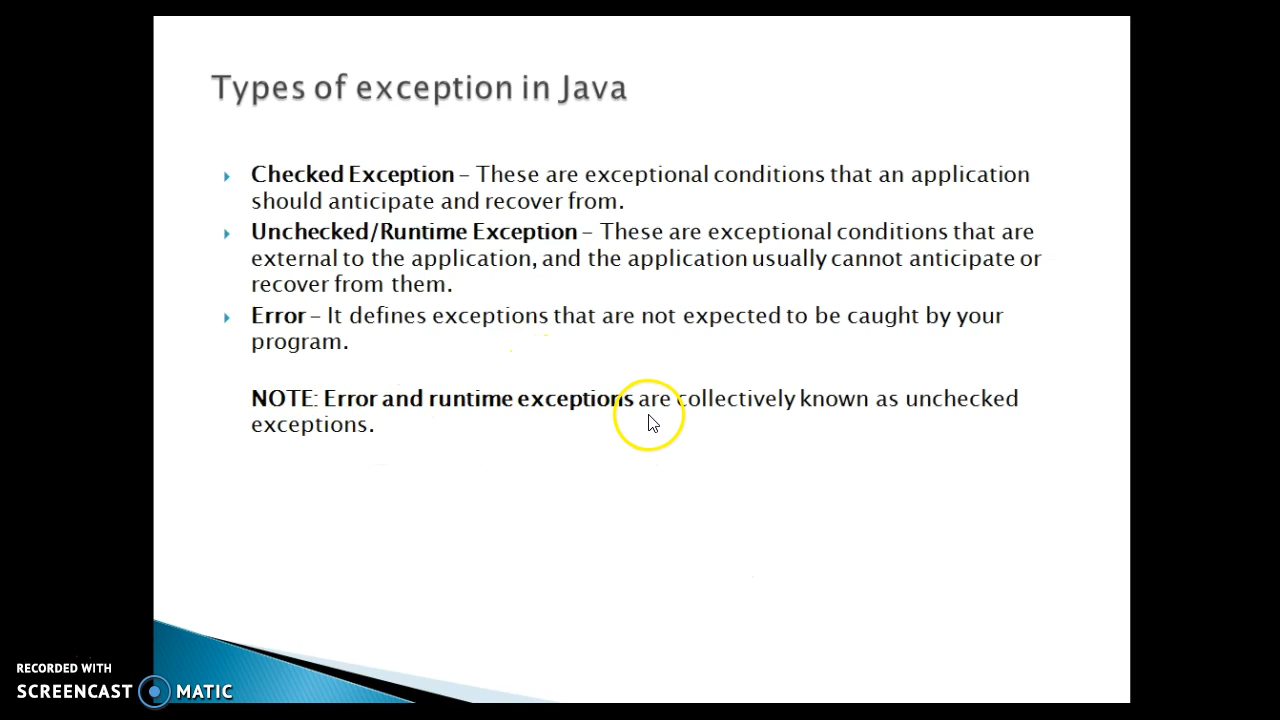 Types of exception in Java
Checked Exception – These are exceptional conditions that an application
should anticipate and recover from.
Unchecked/Runtime Exception – These are exceptional conditions that are
external to the application, and the application usually cannot anticipate or
recover from them.
Error – It defines exceptions that are not expected to be caught by your
program.
NOTE: Error and runtime exceptions are collectively known as unchecked
exceptions.
RECORDED WITH
SCREENCAST MATIC